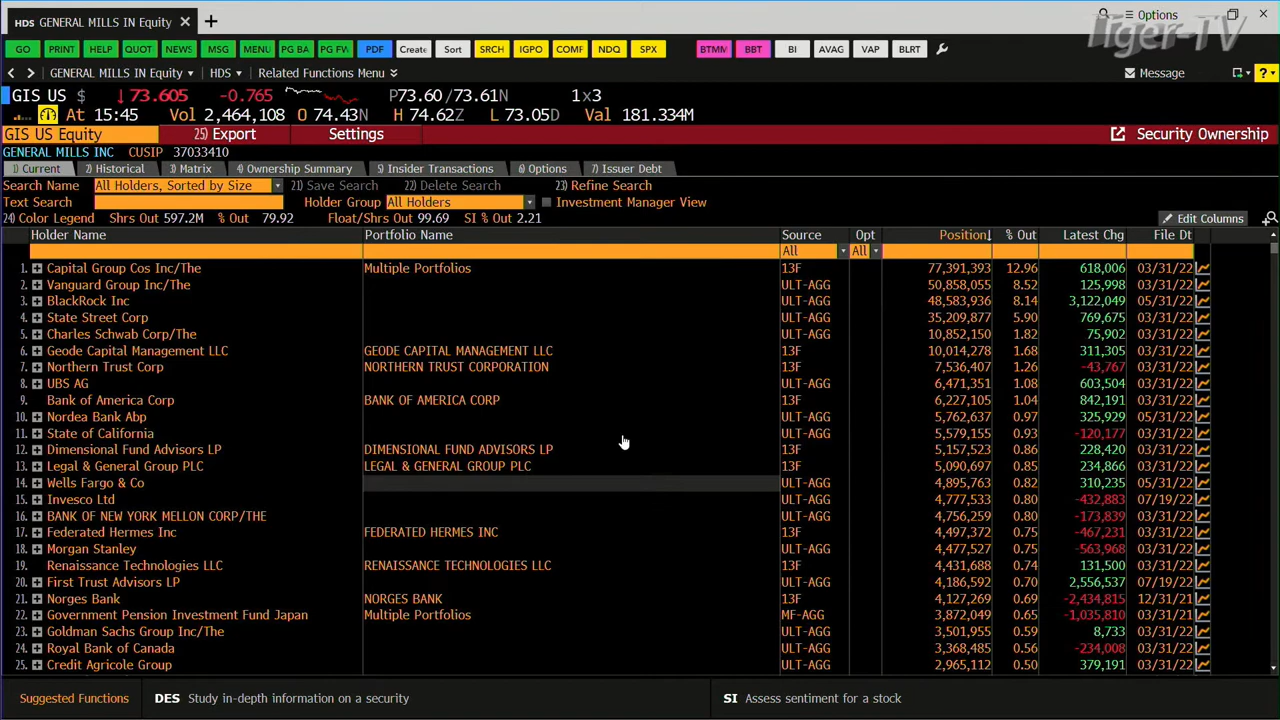 HDS GENERAL MILLS IN Equity × + Options
Tiger-TV
GO PRINT HELP QUOT NEWS MSG MENU PG BA PG FW PDF Create Sort SRCH IGPO COMF NDQ SPX BTMM BBT BI AVAG VAP BLRT
< > GENERAL MILLS IN Equity HDS Related Functions Menu Message ?
GIS US $ ↓73.605 -0.765 P73.60/73.61N 1x3
At 15:45 Vol 2,464,108 O 74.43N H 74.62Z L 73.05D Val 181.334M
GIS US Equity 25) Export Settings Security Ownership
GENERAL MILLS INC CUSIP 37033410
1) Current 2) Historical 3) Matrix 4) Ownership Summary 5) Insider Transactions 6) Options 7) Issuer Debt
Search Name All Holders, Sorted by Size 21) Save Search 22) Delete Search 23) Refine Search
Text Search Holder Group All Holders Investment Manager View
24) Color Legend Shrs Out 597.2M % Out 79.92 Float/Shrs Out 99.69 SI % Out 2.21 Edit Columns
Holder Name Portfolio Name Source Opt Position↓ % Out Latest Chg File Dt
All All
1. Capital Group Cos Inc/The Multiple Portfolios 13F 77,391,393 12.96 618,006 03/31/22
2. Vanguard Group Inc/The ULT-AGG 50,858,055 8.52 125,998 03/31/22
3. BlackRock Inc ULT-AGG 48,583,936 8.14 3,122,049 05/31/22
4. State Street Corp ULT-AGG 35,209,877 5.90 769,675 03/31/22
5. Charles Schwab Corp/The ULT-AGG 10,852,150 1.82 75,902 03/31/22
6. Geode Capital Management LLC GEODE CAPITAL MANAGEMENT LLC 13F 10,014,278 1.68 311,305 03/31/22
7. Northern Trust Corp NORTHERN TRUST CORPORATION 13F 7,536,407 1.26 -43,767 03/31/22
8. UBS AG ULT-AGG 6,471,351 1.08 603,504 03/31/22
9. Bank of America Corp BANK OF AMERICA CORP 13F 6,227,105 1.04 842,191 03/31/22
10. Nordea Bank Abp ULT-AGG 5,762,637 0.97 325,929 05/31/22
11. State of California ULT-AGG 5,579,155 0.93 -120,177 03/31/22
12. Dimensional Fund Advisors LP DIMENSIONAL FUND ADVISORS LP 13F 5,157,523 0.86 228,420 03/31/22
13. Legal & General Group PLC LEGAL & GENERAL GROUP PLC 13F 5,090,697 0.85 234,866 03/31/22
14. Wells Fargo & Co ULT-AGG 4,895,763 0.82 310,235 05/31/22
15. Invesco Ltd ULT-AGG 4,777,533 0.80 -432,883 07/19/22
16. BANK OF NEW YORK MELLON CORP/THE ULT-AGG 4,756,259 0.80 -173,839 03/31/22
17. Federated Hermes Inc FEDERATED HERMES INC 13F 4,497,372 0.75 -467,231 03/31/22
18. Morgan Stanley ULT-AGG 4,477,527 0.75 -563,968 03/31/22
19. Renaissance Technologies LLC RENAISSANCE TECHNOLOGIES LLC 13F 4,431,688 0.74 131,500 03/31/22
20. First Trust Advisors LP ULT-AGG 4,186,592 0.70 2,556,537 07/19/22
21. Norges Bank NORGES BANK 13F 4,127,269 0.69 -2,434,815 12/31/21
22. Government Pension Investment Fund Japan Multiple Portfolios MF-AGG 3,872,049 0.65 -1,035,810 03/31/21
23. Goldman Sachs Group Inc/The ULT-AGG 3,501,955 0.59 8,733 03/31/22
24. Royal Bank of Canada ULT-AGG 3,368,485 0.56 -234,008 03/31/22
25. Credit Agricole Group ULT-AGG 2,965,112 0.50 379,191 03/31/22
Suggested Functions DES Study in-depth information on a security SI Assess sentiment for a stock